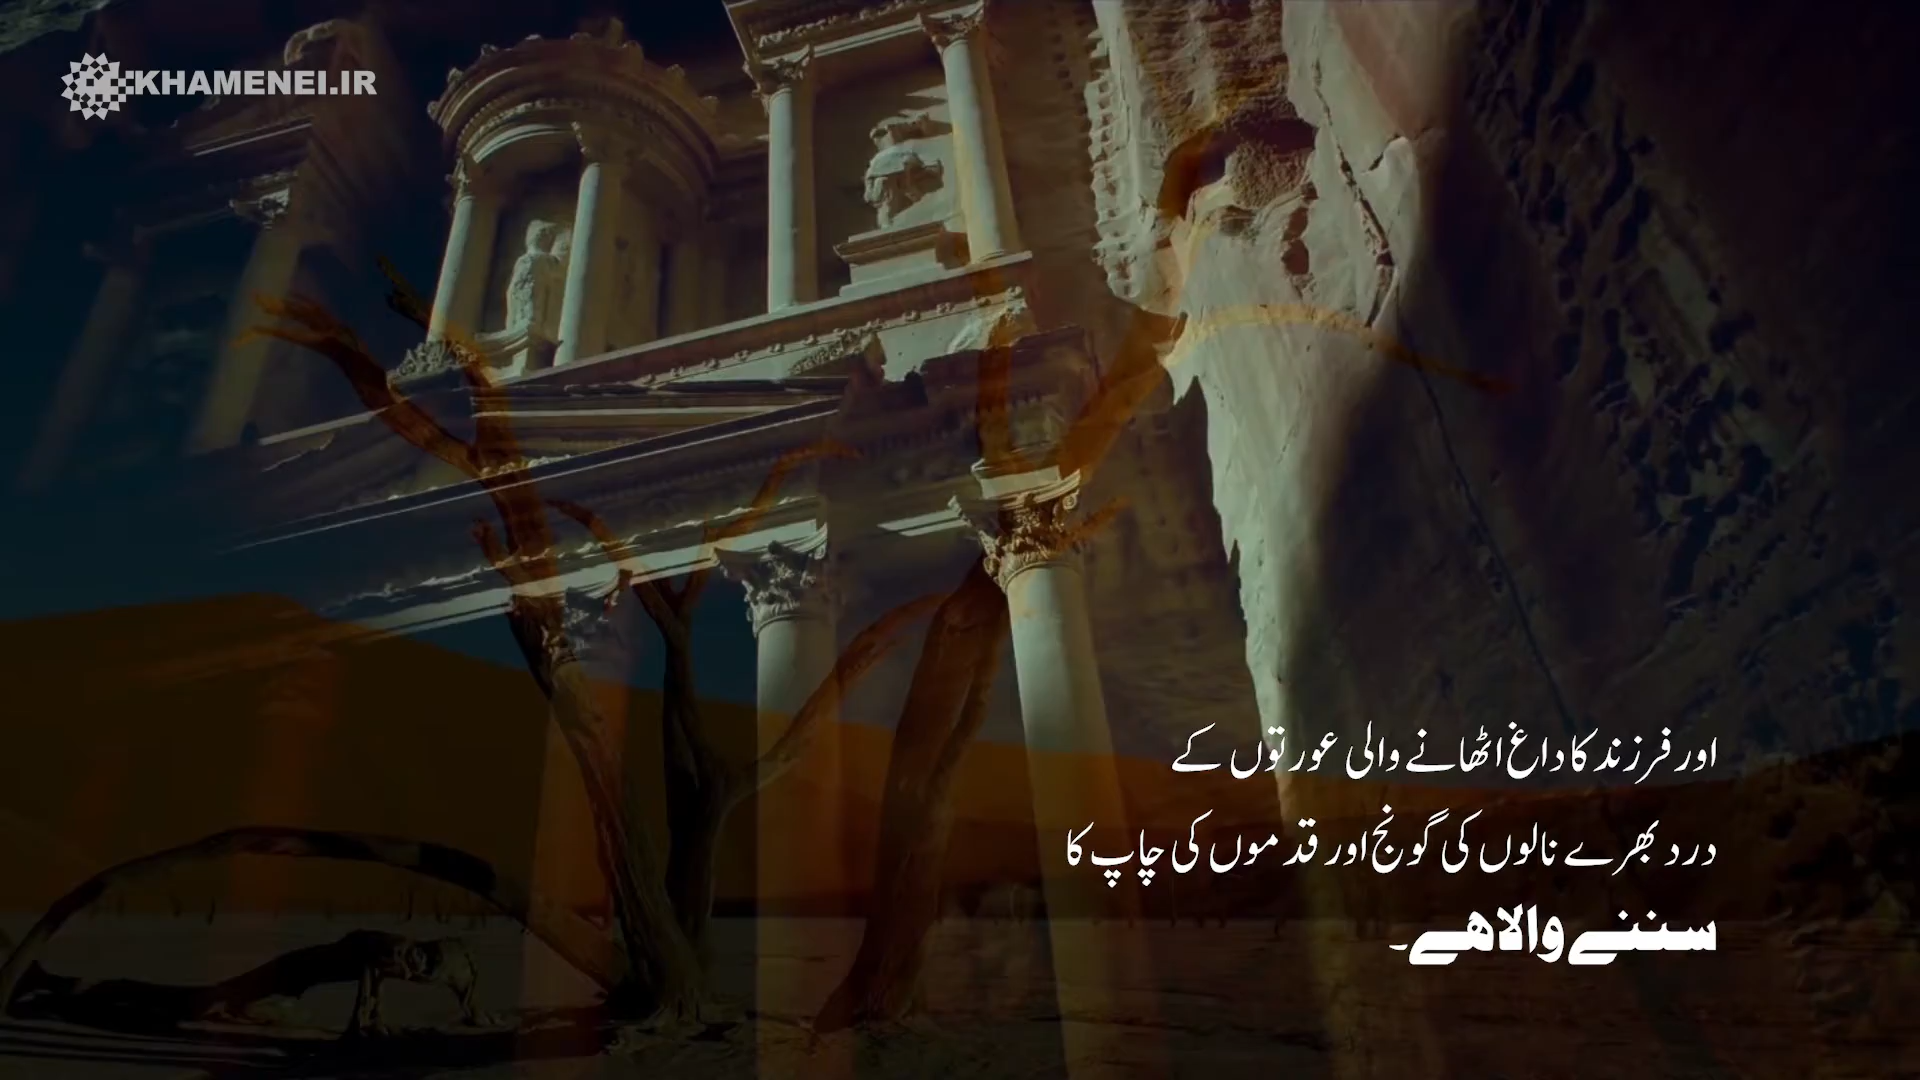 KHAMENEI.IR
اور فرزند کا داغ اٹھانے والی عورتوں کے
درد بھرے نالوں کی گونج اور قدموں کی چاپ کا
سننے والا ہے۔